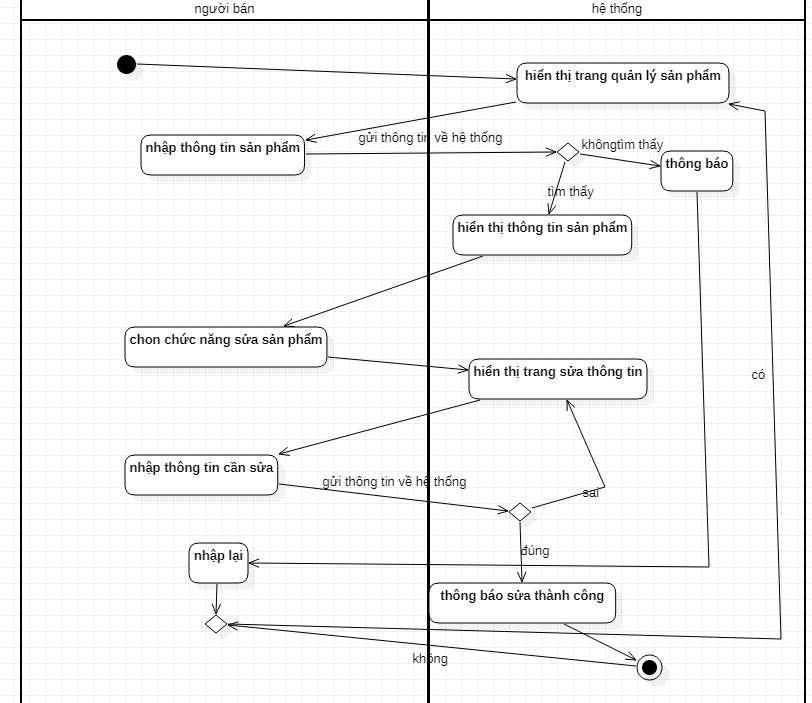 người bán
hệ thống
hiển thị trang quản lý sản phẩm
gửi thông tin về hệ thống
nhập thông tin sản phẩm
khôngtìm thấy
thông báo
tìm thấy
hiển thị thông tin sản phẩm
chon chức năng sửa sản phẩm
hiển thị trang sửa thông tin
có
nhập thông tin cần sửa
gửi thông tin về hệ thống
sai
đúng
nhập lại
thông báo sửa thành công
không